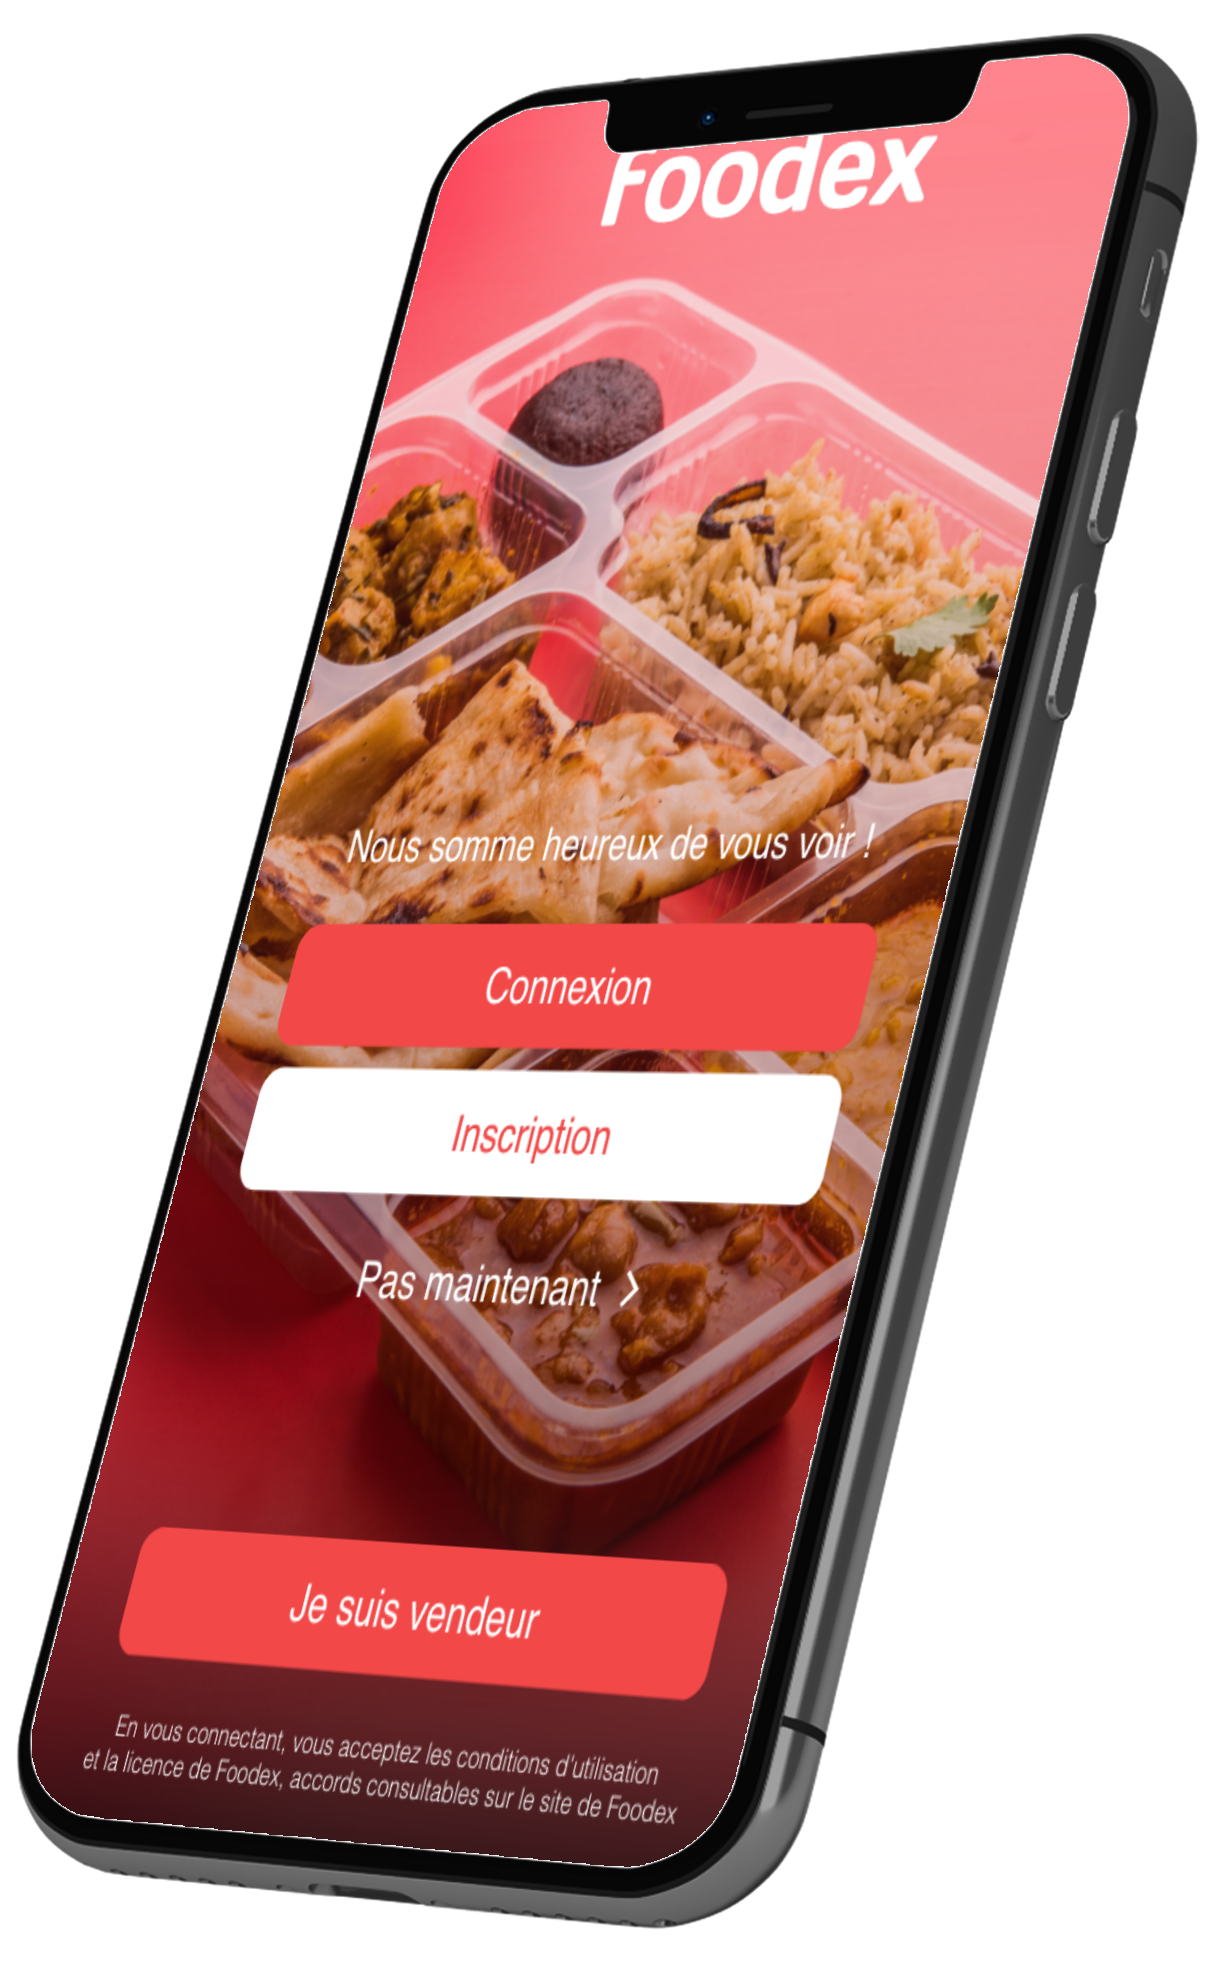 Foodex
Nous somme heureux de vous voir !
Connexion
Inscription
Pas maintenant
Je suis vendeur
En vous connectant, vous acceptez les conditions d'utilisation
et la licence de Foodex, accords consultables sur le site de Foodex